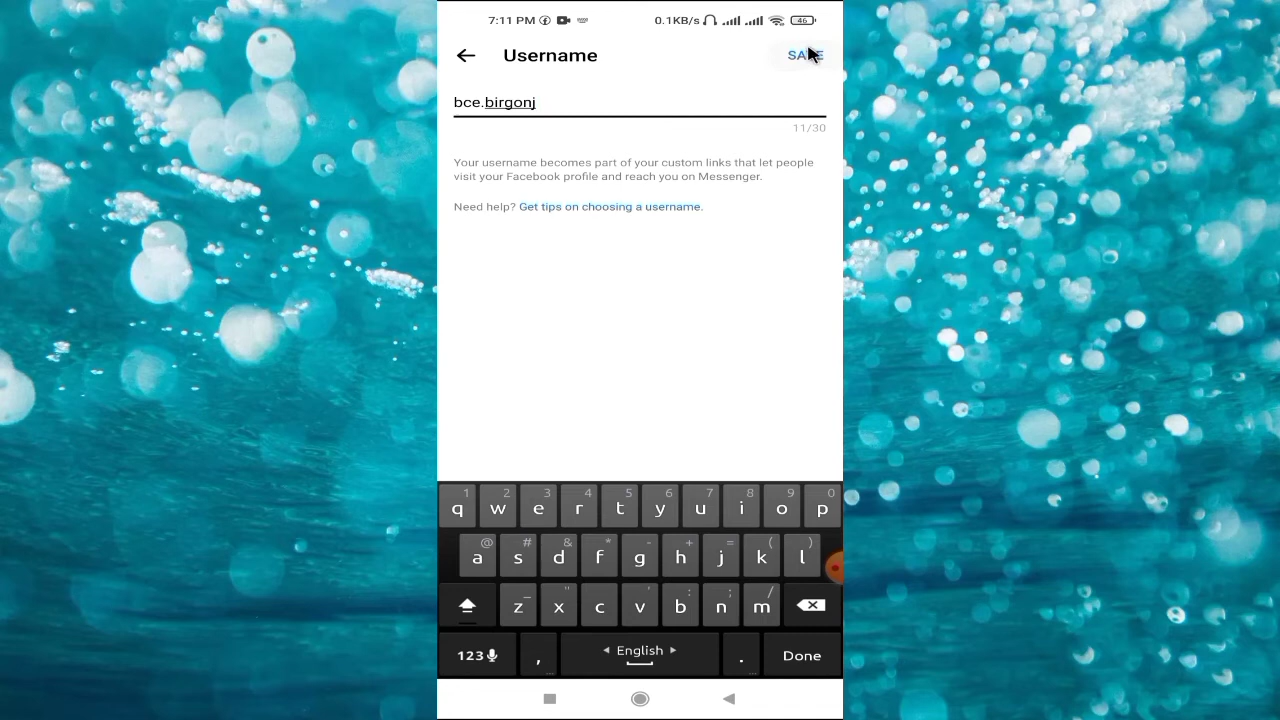 7:11 PM 0.1KB/s 46
Username
bce.birgonj
11/30
Your username becomes part of your custom links that let people
visit your Facebook profile and reach you on Messenger.
Need help? Get tips on choosing a username.
1 2 3 4 5 6 7 8 9 0
q w e r t y u i o p
@ # & * - + = ( )
a s d f g h j k l
_ " ' : ; /
z x c v b n m
123 , English . Done